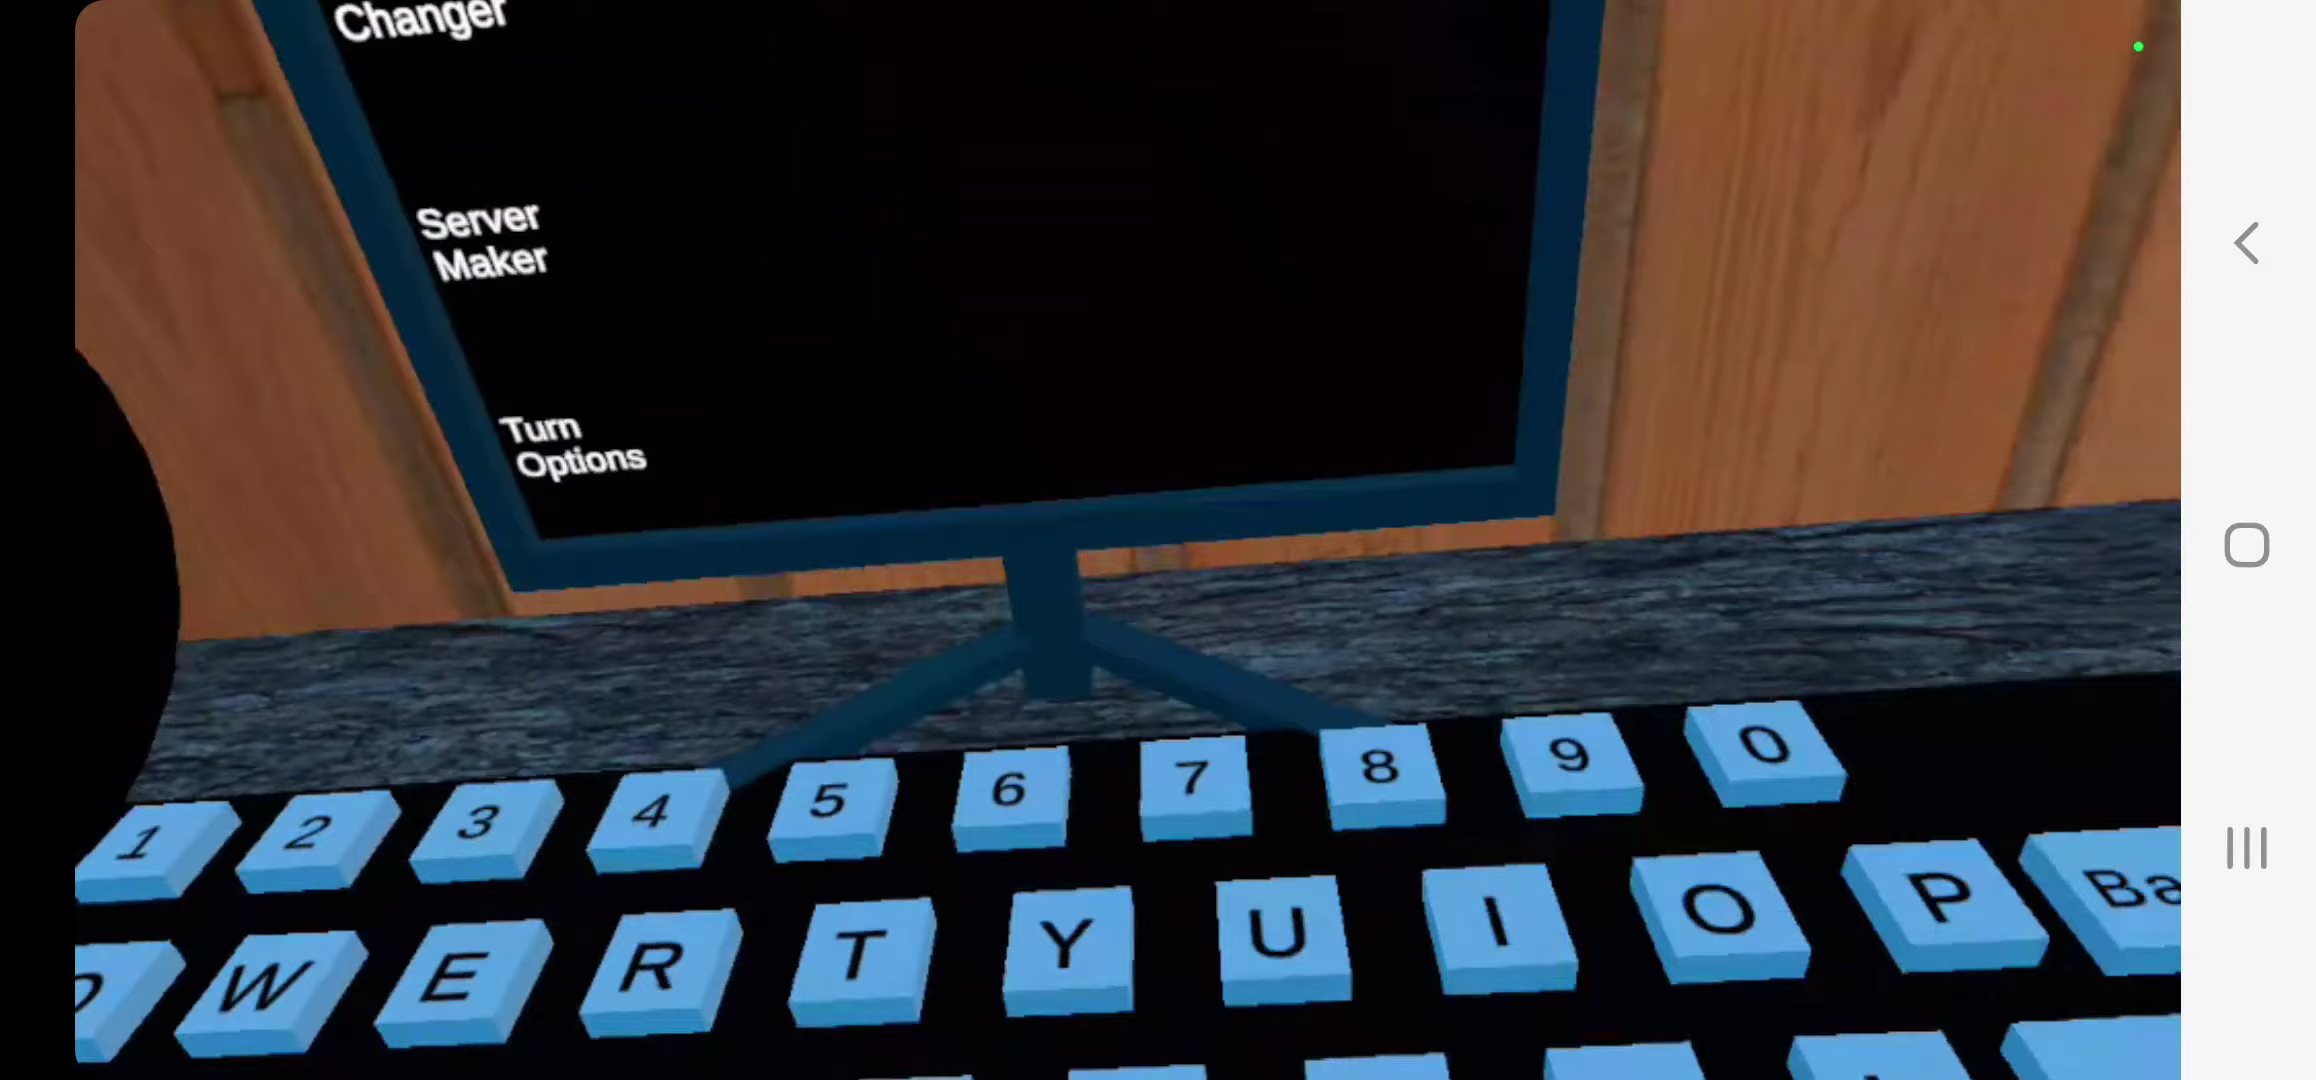 Changer
Server
Maker
Turn
Options
1 2 3 4 5 6 7 8 9 0
W E R T Y U I O P Ba